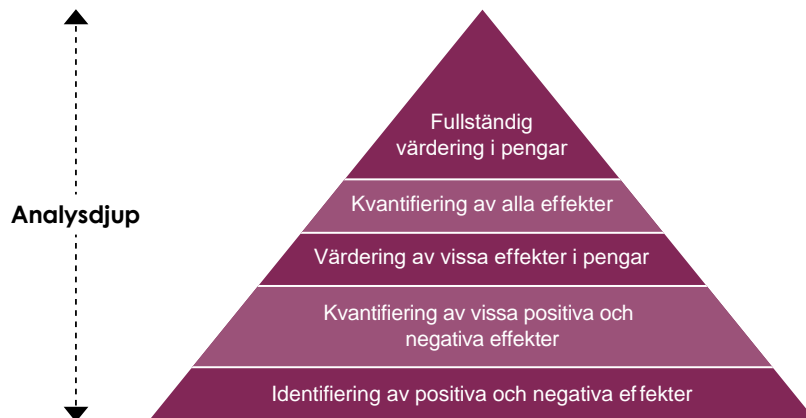 Fullständig
värdering i pengar
Kvantifiering av alla effekter
Analysdjup
Värdering av vissa effekter i pengar
Kvantifiering av vissa positiva och
negativa effekter
Identifiering av positiva och negativa effekter